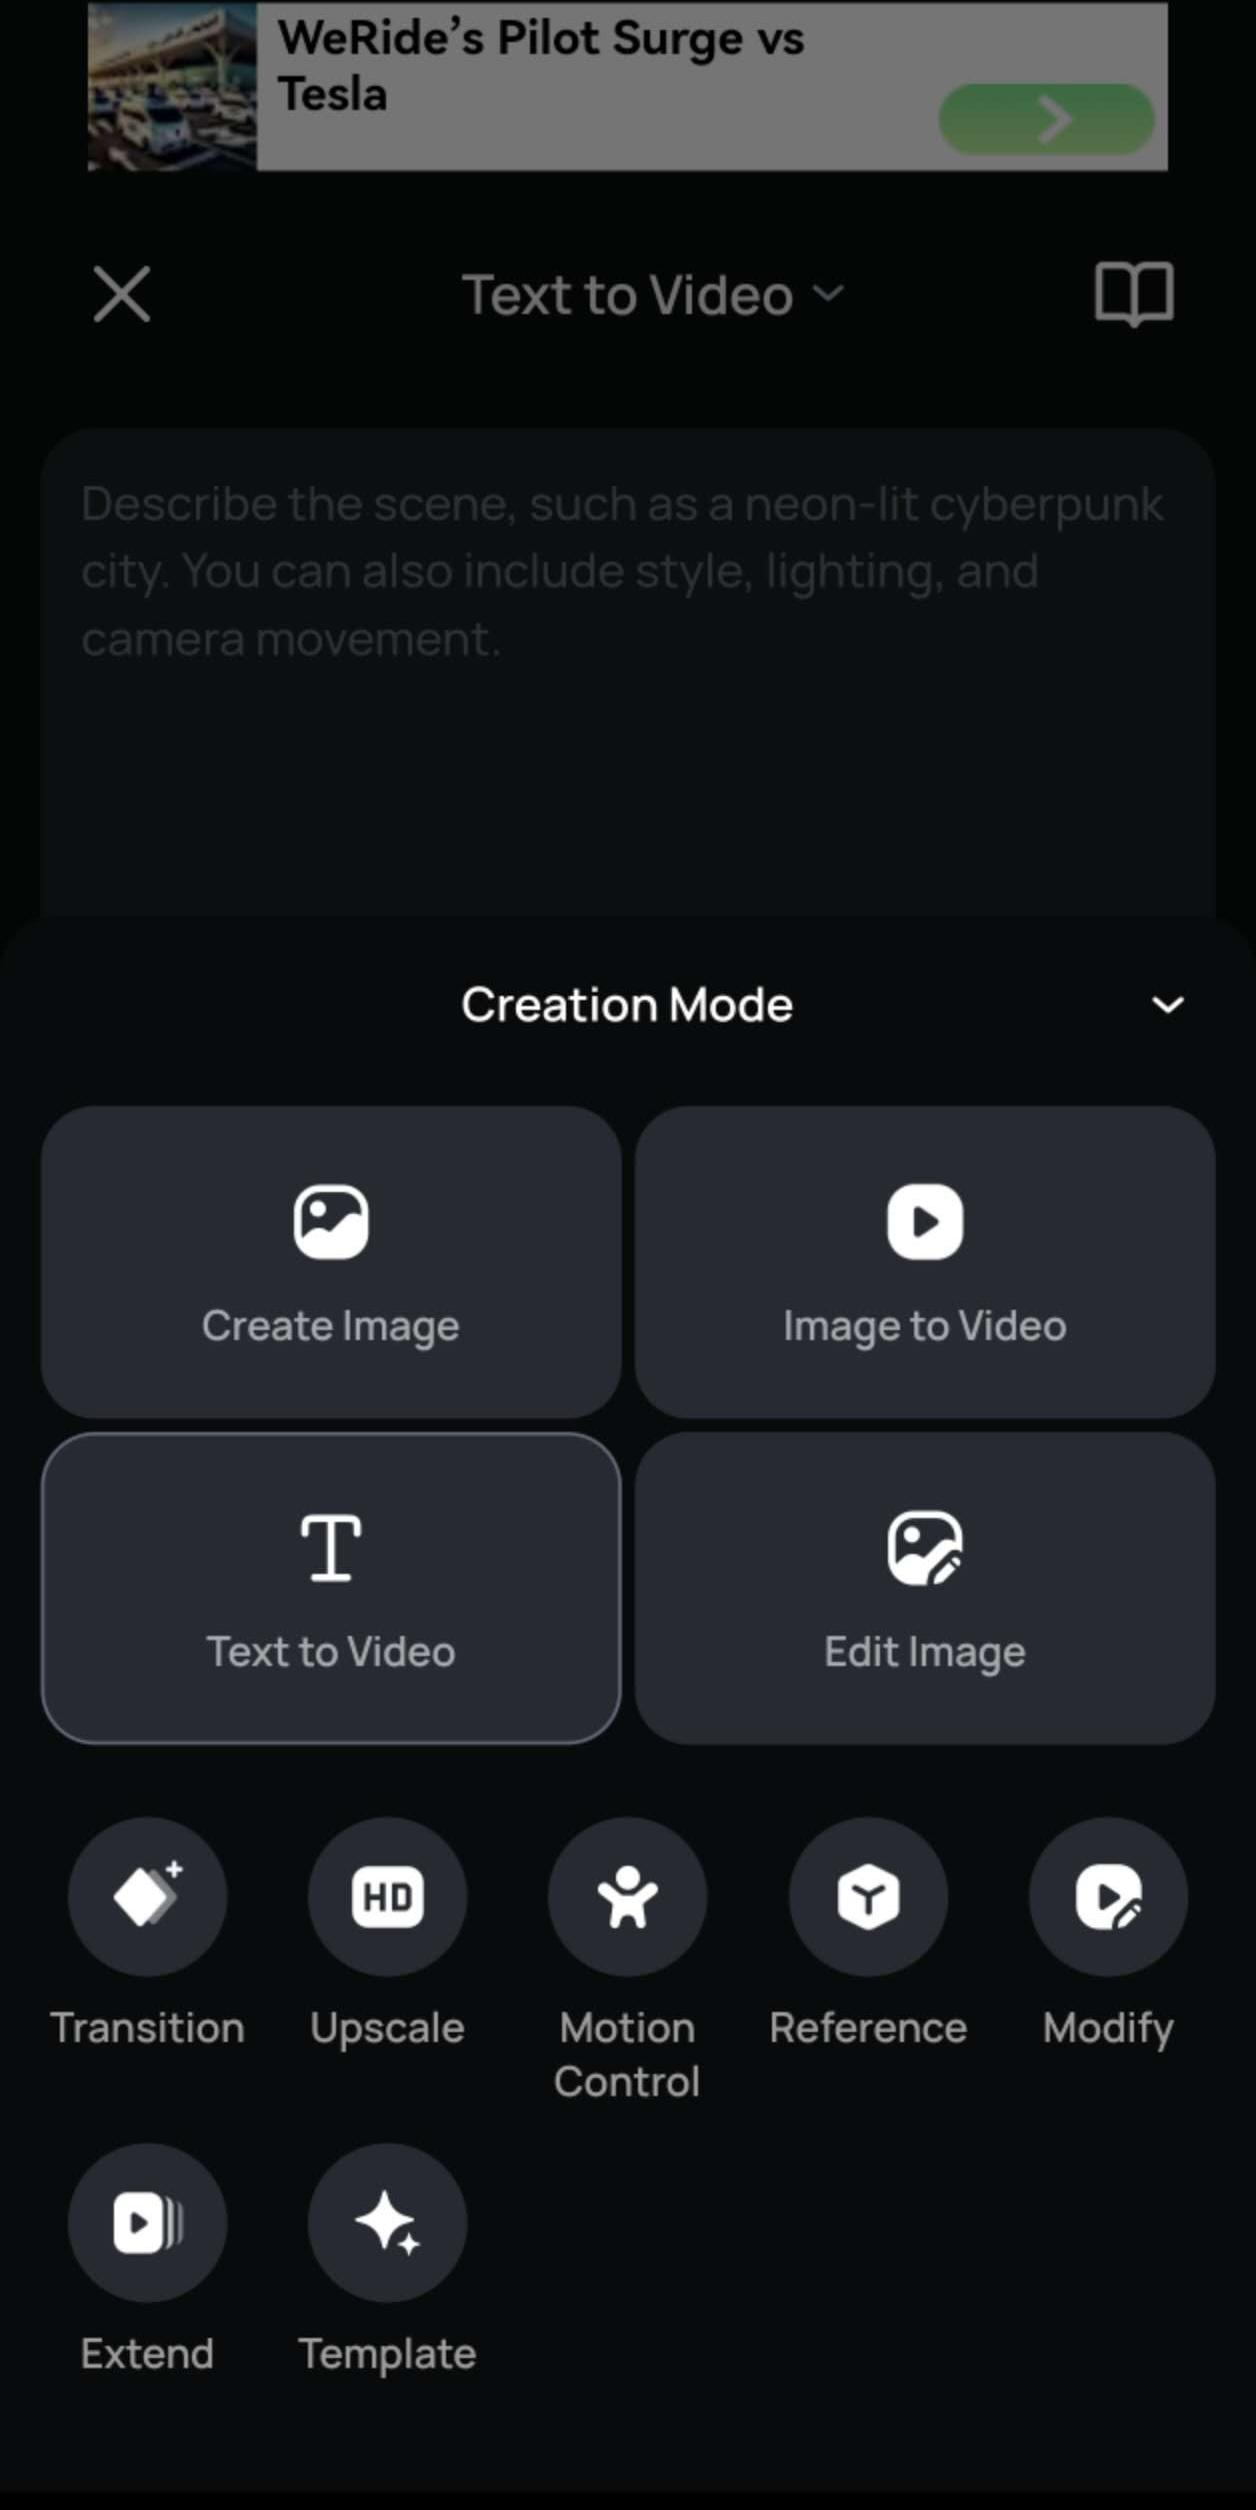 WeRide’s Pilot Surge vs
Tesla
Text to Video
Describe the scene, such as a neon-lit cyberpunk
city. You can also include style, lighting, and
camera movement.
Creation Mode
Create Image
Image to Video
Text to Video
Edit Image
HD
Transition
Upscale
Motion
Control
Reference
Modify
Extend
Template